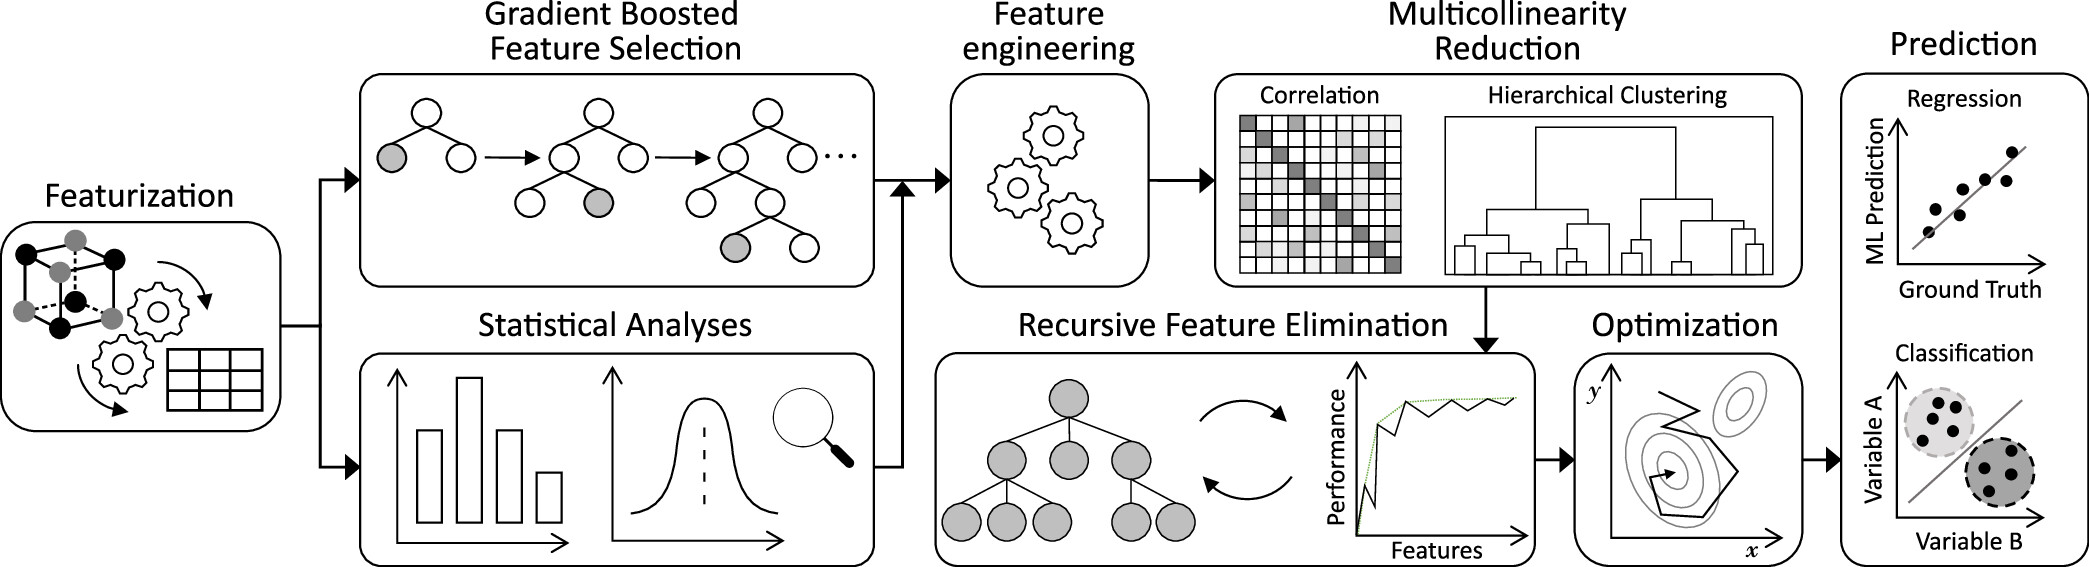 Featurization
Gradient Boosted
Feature Selection
Statistical Analyses
Feature
engineering
Multicollinearity
Reduction
Correlation
Hierarchical Clustering
Recursive Feature Elimination
Performance
Features
Optimization
y
x
Prediction
Regression
ML Prediction
Ground Truth
Classification
Variable A
Variable B